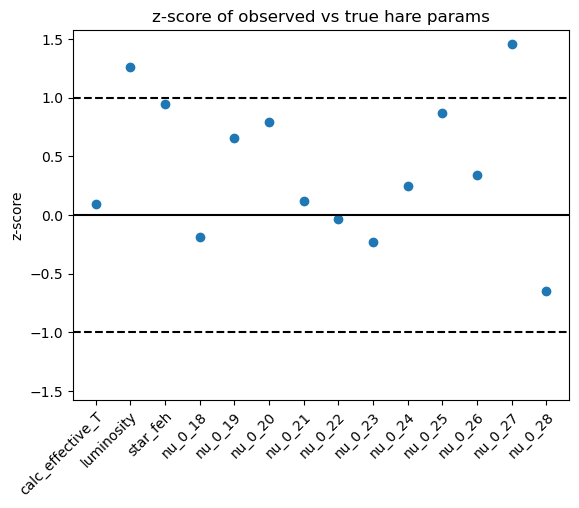 z-score of observed vs true hare params
1.5
1.0
0.5
0.0
−0.5
−1.0
−1.5
z-score
calc_effective_T
luminosity
star_feh
nu_0_18
nu_0_19
nu_0_20
nu_0_21
nu_0_22
nu_0_23
nu_0_24
nu_0_25
nu_0_26
nu_0_27
nu_0_28